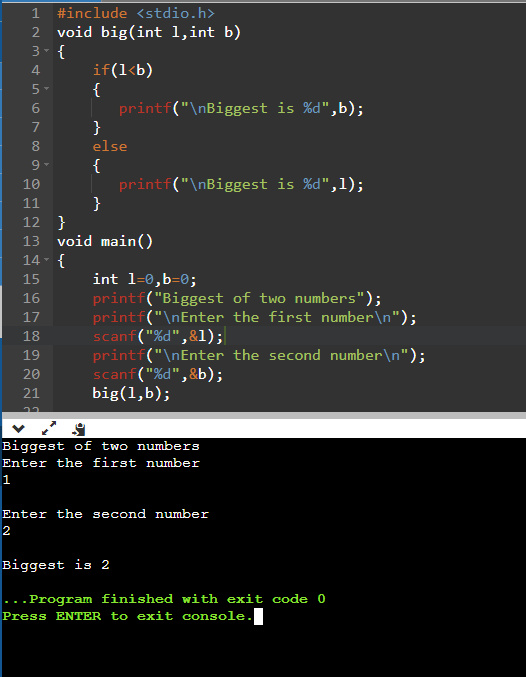 1 #include <stdio.h>
2 void big(int l,int b)
3 {
4     if(l<b)
5     {
6        printf("\nBiggest is %d",b);
7     }
8     else
9     {
10        printf("\nBiggest is %d",l);
11     }
12 }
13 void main()
14 {
15     int l=0,b=0;
16     printf("Biggest of two numbers");
17     printf("\nEnter the first number\n");
18     scanf("%d",&l);
19     printf("\nEnter the second number\n");
20     scanf("%d",&b);
21     big(l,b);
22
Biggest of two numbers
Enter the first number
1
Enter the second number
2
Biggest is 2
...Program finished with exit code 0
Press ENTER to exit console.